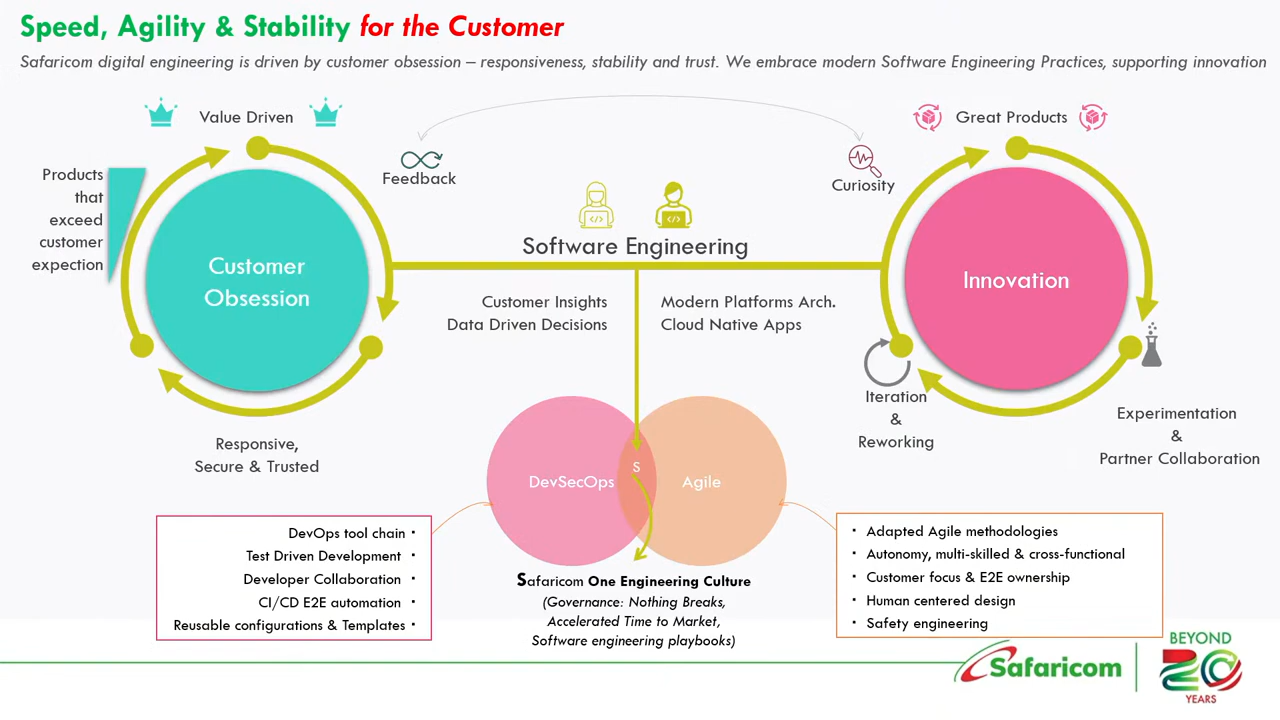 Speed, Agility & Stability for the Customer
Safaricom digital engineering is driven by customer obsession – responsiveness, stability and trust. We embrace modern Software Engineering Practices, supporting innovation
Value Driven
Products
that
exceed
customer
expection
Customer
Obsession
Responsive,
Secure & Trusted
Feedback
Curiosity
Software Engineering
Customer Insights
Data Driven Decisions
Modern Platforms Arch.
Cloud Native Apps
Great Products
Innovation
Iteration
&
Reworking
Experimentation
&
Partner Collaboration
DevSecOps
S
Agile
DevOps tool chain •
Test Driven Development •
Developer Collaboration •
CI/CD E2E automation •
Reusable configurations & Templates •
Safaricom One Engineering Culture
(Governance: Nothing Breaks,
Accelerated Time to Market,
Software engineering playbooks)
• Adapted Agile methodologies
• Autonomy, multi-skilled & cross-functional
• Customer focus & E2E ownership
• Human centered design
• Safety engineering
Safaricom
BEYOND
20
YEARS